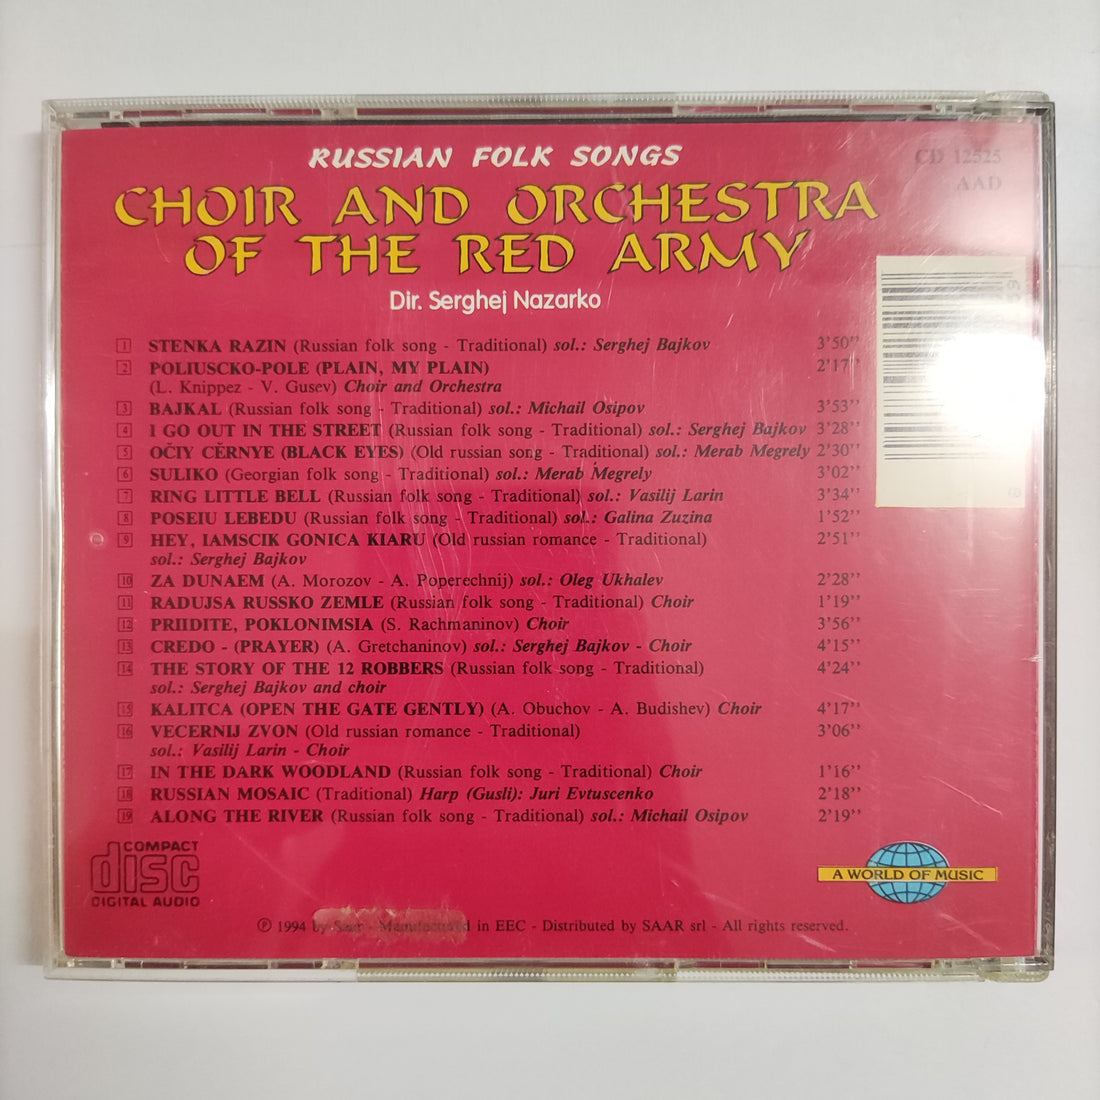 RUSSIAN FOLK SONGS
CD 12525
AAD
CHOIR AND ORCHESTRA
OF THE RED ARMY
Dir. Serghej Nazarko
1 STENKA RAZIN (Russian folk song - Traditional) sol.: Serghej Bajkov 3'50''
2 POLIUSCKO-POLE (PLAIN, MY PLAIN) 2'17''
(L. Knippez - V. Gusev) Choir and Orchestra
3 BAJKAL (Russian folk song - Traditional) sol.: Michail Osipov 3'53''
4 I GO OUT IN THE STREET (Russian folk song - Traditional) sol.: Serghej Bajkov 3'28''
5 OČIY CĚRNYE (BLACK EYES) (Old russian song - Traditional) sol.: Merab Megrely 2'30''
6 SULIKO (Georgian folk song - Traditional) sol.: Merab Megrely 3'02''
7 RING LITTLE BELL (Russian folk song - Traditional) sol.: Vasilij Larin 3'34''
8 POSEIU LEBEDU (Russian folk song - Traditional) sol.: Galina Zuzina 1'52''
9 HEY, IAMSCIK GONICA KIARU (Old russian romance - Traditional) 2'51''
sol.: Serghej Bajkov
10 ZA DUNAEM (A. Morozov - A. Poperechnij) sol.: Oleg Ukhalev 2'28''
11 RADUJSA RUSSKO ZEMLE (Russian folk song - Traditional) Choir 1'19''
12 PRIIDITE, POKLONIMSIA (S. Rachmaninov) Choir 3'56''
13 CREDO - (PRAYER) (A. Gretchaninov) sol.: Serghej Bajkov - Choir 4'15''
14 THE STORY OF THE 12 ROBBERS (Russian folk song - Traditional) 4'24''
sol.: Serghej Bajkov and choir
15 KALITCA (OPEN THE GATE GENTLY) (A. Obuchov - A. Budishev) Choir 4'17''
16 VECERNIJ ZVON (Old russian romance - Traditional) 3'06''
sol.: Vasilij Larin - Choir
17 IN THE DARK WOODLAND (Russian folk song - Traditional) Choir 1'16''
18 RUSSIAN MOSAIC (Traditional) Harp (Gusli): Juri Evtuscenko 2'18''
19 ALONG THE RIVER (Russian folk song - Traditional) sol.: Michail Osipov 2'19''
COMPACT
disc
DIGITAL AUDIO
A WORLD OF MUSIC
℗ 1994 by Saar - Manufactured in EEC - Distributed by SAAR srl - All rights reserved.